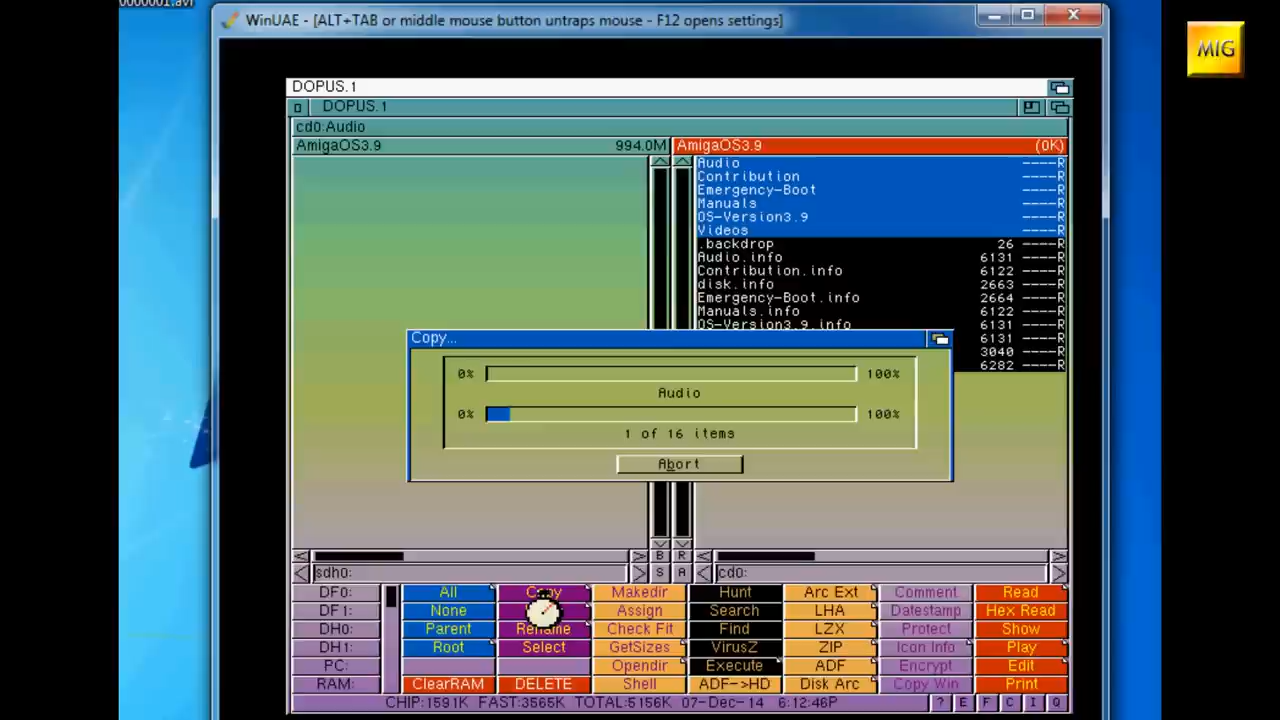 0000001.avi
WinUAE - [ALT+TAB or middle mouse button untraps mouse - F12 opens settings]
MIG
DOPUS.1
DOPUS.1
cd0:Audio
AmigaOS3.9 994.0M AmigaOS3.9 (0K)
Audio ----R
Contribution ----R
Emergency-Boot ----R
Manuals ----R
OS-Version3.9 ----R
Videos ----R
.backdrop 26 ----R
Audio.info 6131 ----R
Contribution.info 6122 ----R
disk.info 2663 ----R
Emergency-Boot.info 2664 ----R
Manuals.info 6122 ----R
OS-Version3.9.info 6131 ----R
6131 ----R
3040 ----R
6282 ----R
Copy...
0% 100%
Audio
0% 100%
1 of 16 items
Abort
B R
S A
sdh0: cd0:
DF0: All Copy Makedir Hunt Arc Ext Comment Read
DF1: None Assign Search LHA Datestamp Hex Read
DH0: Parent Rename Check Fit Find LZX Protect Show
DH1: Root Select GetSizes VirusZ ZIP Icon Info Play
PC: Opendir Execute ADF Encrypt Edit
RAM: ClearRAM DELETE Shell ADF->HD Disk Arc Copy Win Print
CHIP:1591K FAST:3565K TOTAL:5156K 07-Dec-14 6:12:46P ? E F C I Q